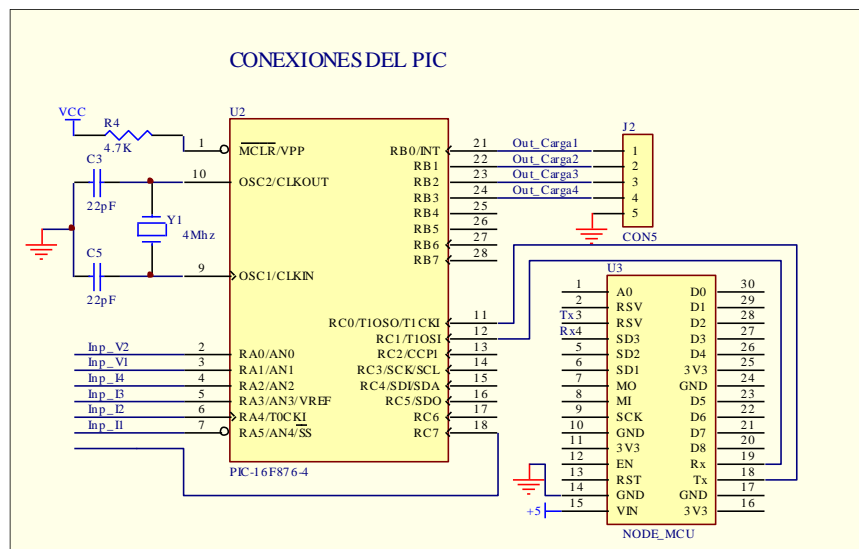 CONEXIONES DEL PIC
VCC
R4
4.7K
C3
22pF
Y1
4Mhz
C5
22pF
U2
1 MCLR/VPP
10 OSC2/CLKOUT
9 OSC1/CLKIN
Inp_V2 2 RA0/AN0
Inp_V1 3 RA1/AN1
Inp_I4 4 RA2/AN2
Inp_I3 5 RA3/AN3/VREF
Inp_I2 6 RA4/T0CKI
Inp_I1 7 RA5/AN4/SS
RB0/INT 21 Out_Carga1
RB1 22 Out_Carga2
RB2 23 Out_Carga3
RB3 24 Out_Carga4
RB4 25
RB5 26
RB6 27
RB7 28
RC0/T1OSO/T1CKI 11
RC1/T1OSI 12
RC2/CCP1 13
RC3/SCK/SCL 14
RC4/SDI/SDA 15
RC5/SDO 16
RC6 17
RC7 18
PIC-16F876-4
J2
1
2
3
4
5
CON5
U3
1 A0 D0 30
2 RSV D1 29
Tx 3 RSV D2 28
Rx 4 SD3 D3 27
5 SD2 D4 26
6 SD1 3V3 25
7 MO GND 24
8 MI D5 23
9 SCK D6 22
10 GND D7 21
11 3V3 D8 20
12 EN Rx 19
13 RST Tx 18
14 GND GND 17
+5 15 VIN 3V3 16
NODE_MCU